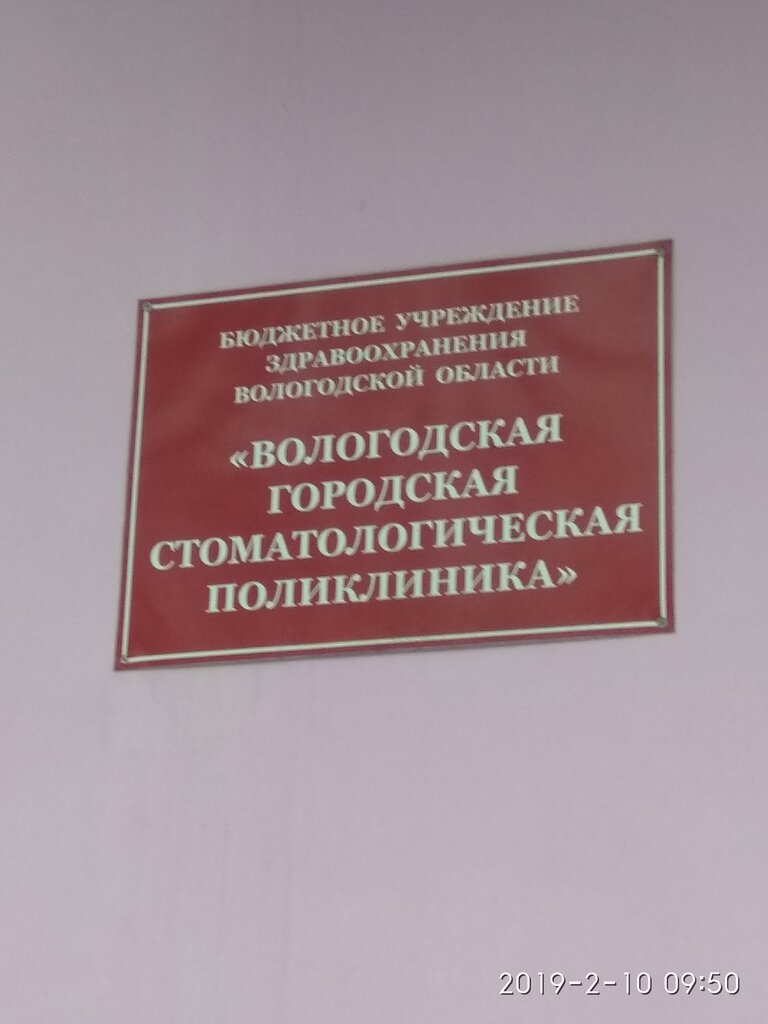 БЮДЖЕТНОЕ УЧРЕЖДЕНИЕ
ЗДРАВООХРАНЕНИЯ
ВОЛОГОДСКОЙ ОБЛАСТИ
«ВОЛОГОДСКАЯ
ГОРОДСКАЯ
СТОМАТОЛОГИЧЕСКАЯ
ПОЛИКЛИНИКА»
2019-2-10 09:50